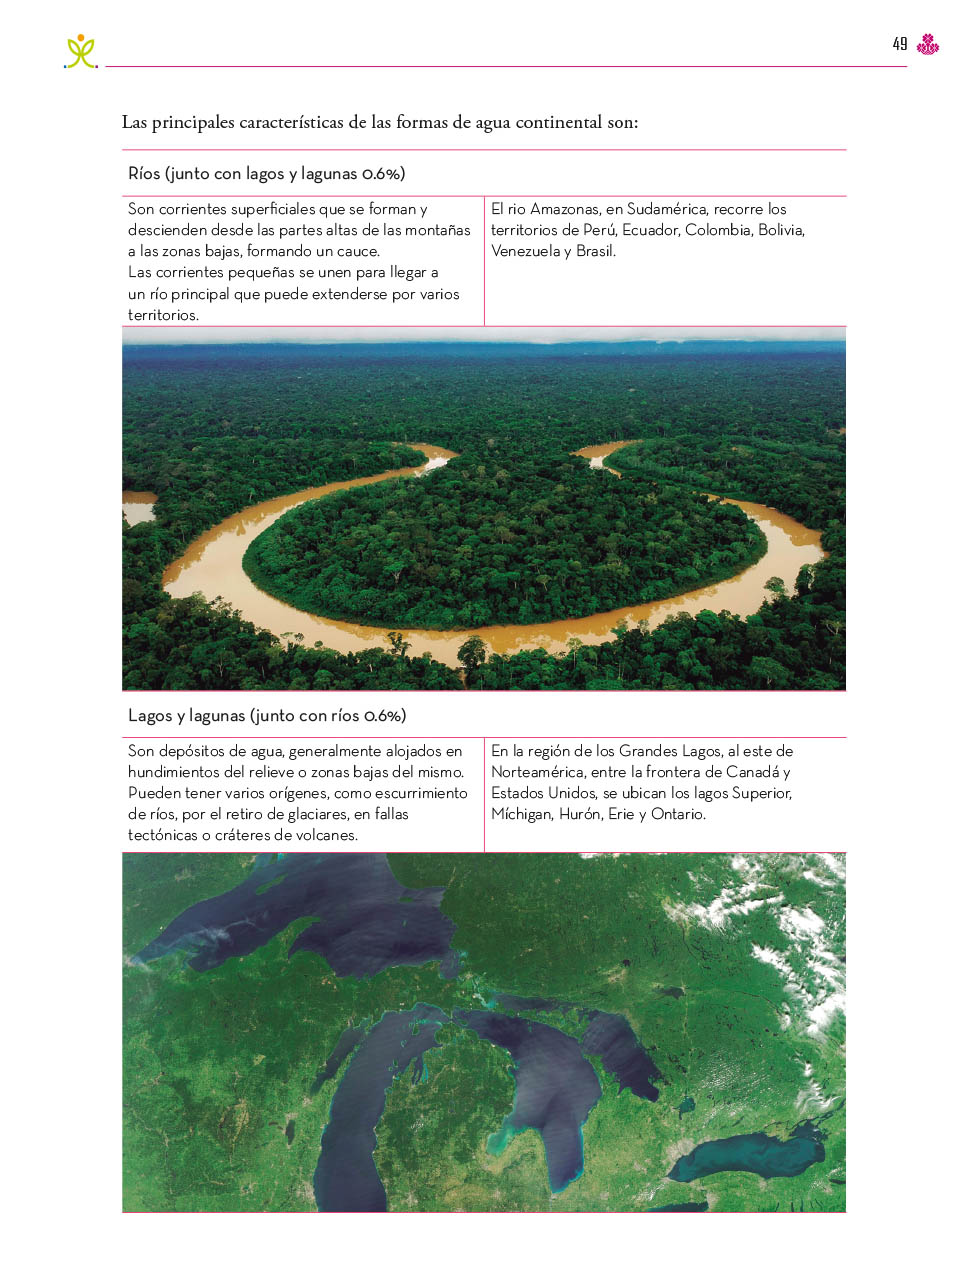 49
Las principales características de las formas de agua continental son:
Ríos (junto con lagos y lagunas 0.6%)
Son corrientes superficiales que se forman y
descienden desde las partes altas de las montañas
a las zonas bajas, formando un cauce.
Las corrientes pequeñas se unen para llegar a
un río principal que puede extenderse por varios
territorios.
El rio Amazonas, en Sudamérica, recorre los
territorios de Perú, Ecuador, Colombia, Bolivia,
Venezuela y Brasil.
Lagos y lagunas (junto con ríos 0.6%)
Son depósitos de agua, generalmente alojados en
hundimientos del relieve o zonas bajas del mismo.
Pueden tener varios orígenes, como escurrimiento
de ríos, por el retiro de glaciares, en fallas
tectónicas o cráteres de volcanes.
En la región de los Grandes Lagos, al este de
Norteamérica, entre la frontera de Canadá y
Estados Unidos, se ubican los lagos Superior,
Míchigan, Hurón, Erie y Ontario.